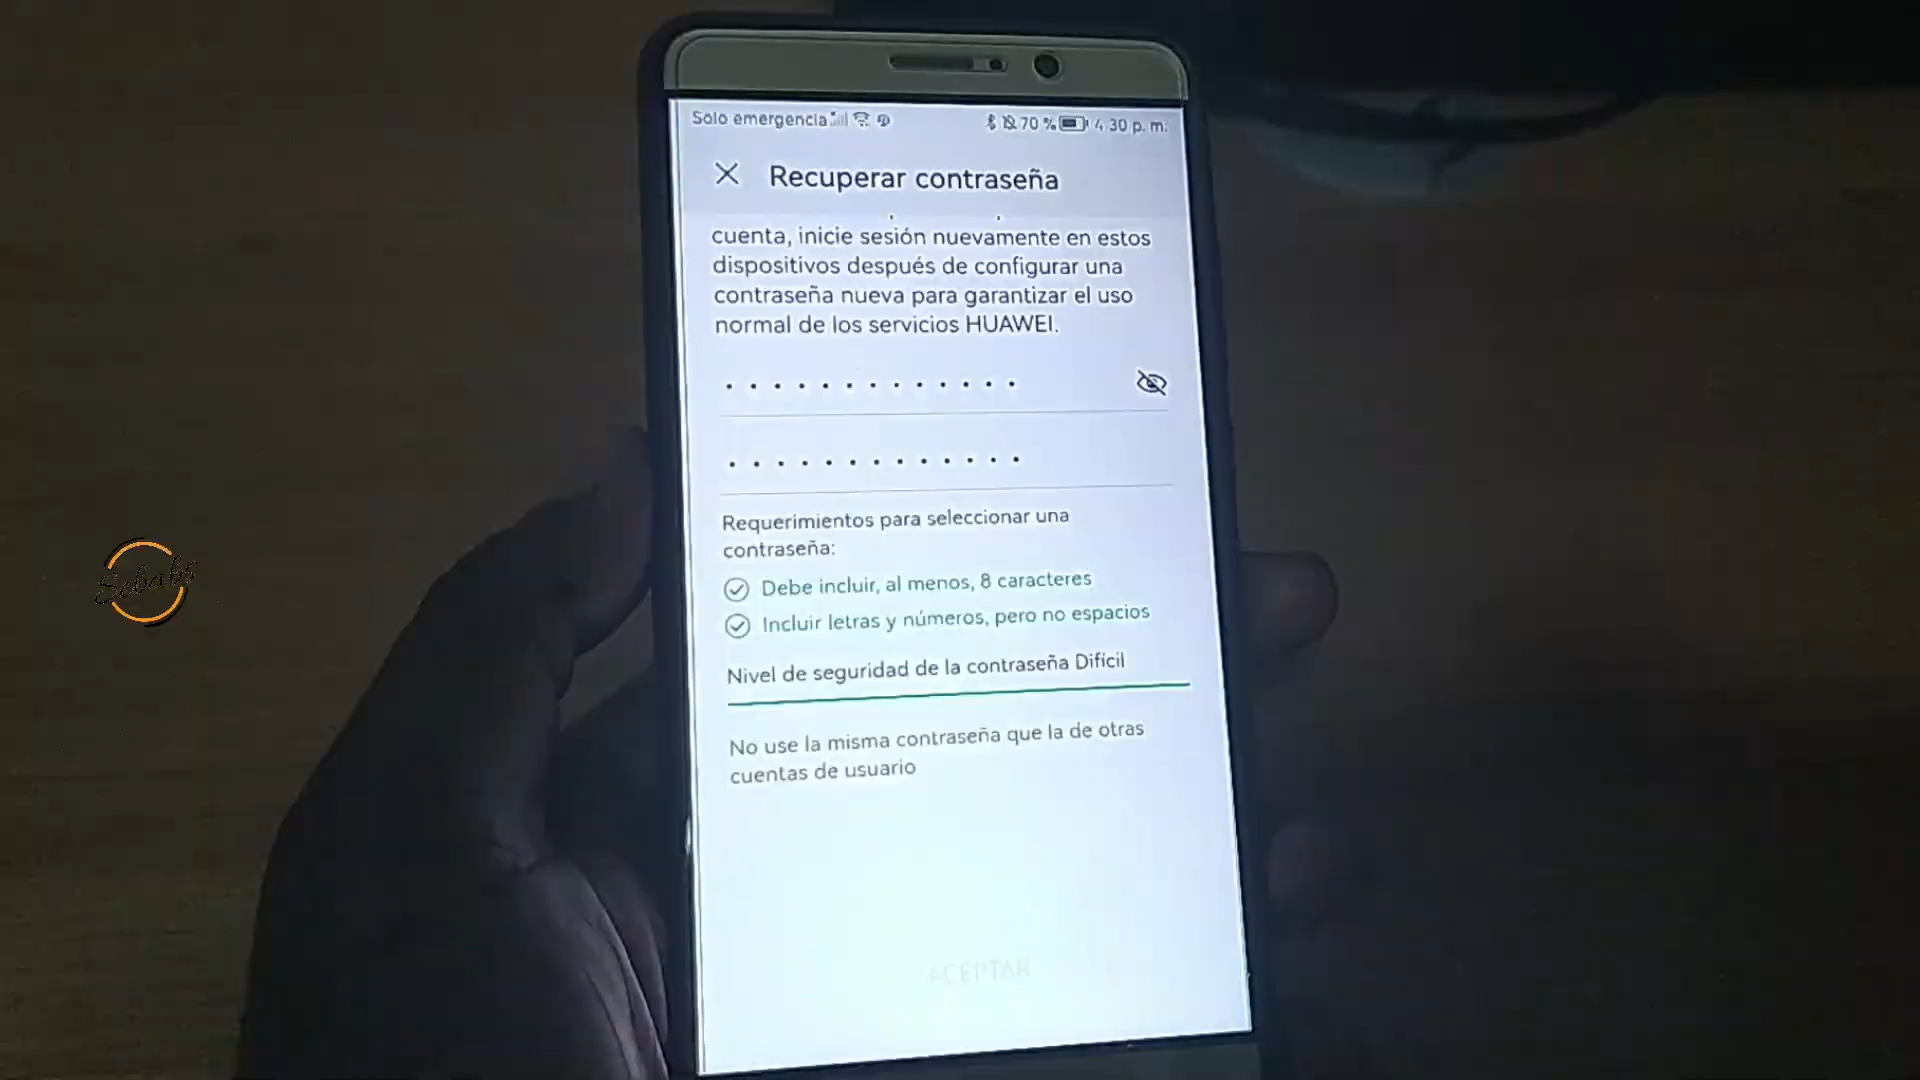 Solo emergencia 70 % 4:30 p. m.
Recuperar contraseña
cuenta, inicie sesión nuevamente en estos
dispositivos después de configurar una
contraseña nueva para garantizar el uso
normal de los servicios HUAWEI.
• • • • • • • • • • • • •
• • • • • • • • • • • • •
Requerimientos para seleccionar una
contraseña:
Debe incluir, al menos, 8 caracteres
Incluir letras y números, pero no espacios
Nivel de seguridad de la contraseña Difícil
No use la misma contraseña que la de otras
cuentas de usuario
ACEPTAR
Sebabs